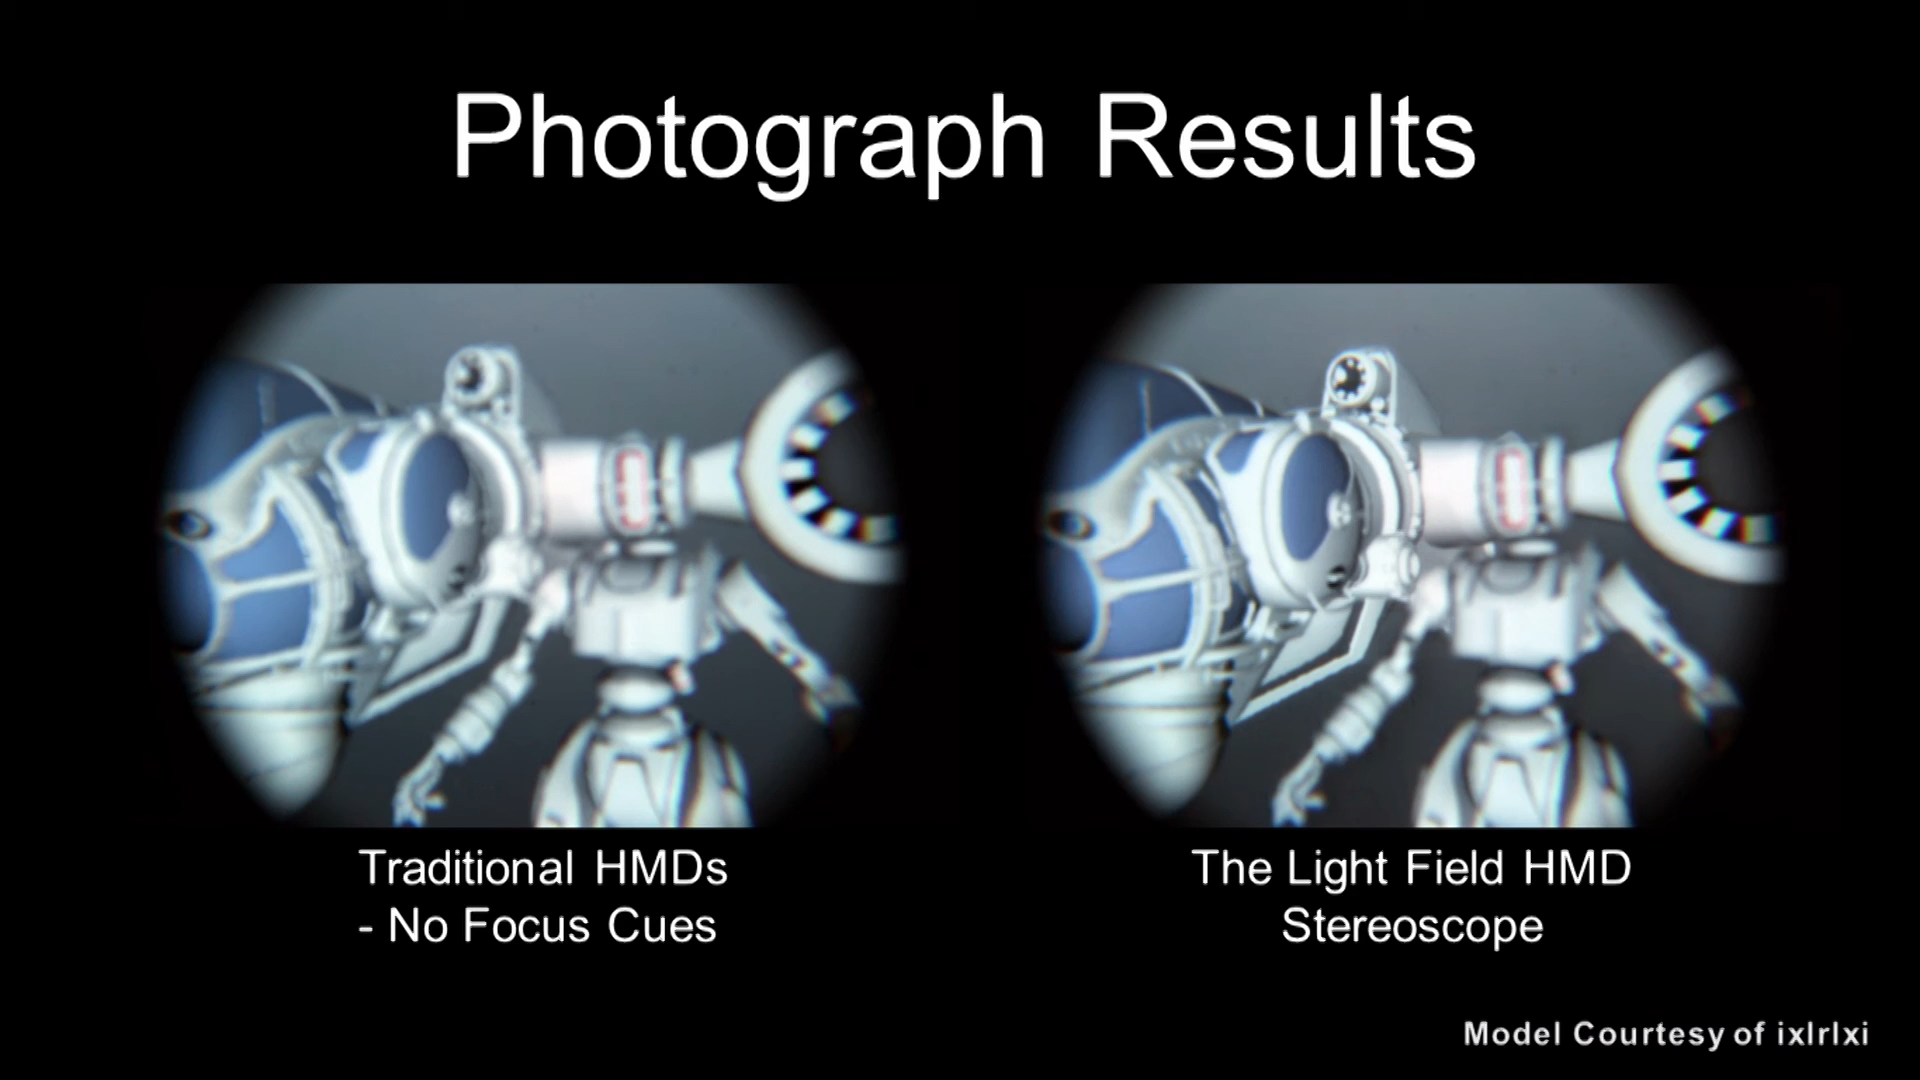 Photograph Results
Traditional HMDs
- No Focus Cues
The Light Field HMD
Stereoscope
Model Courtesy of ixlrlxi